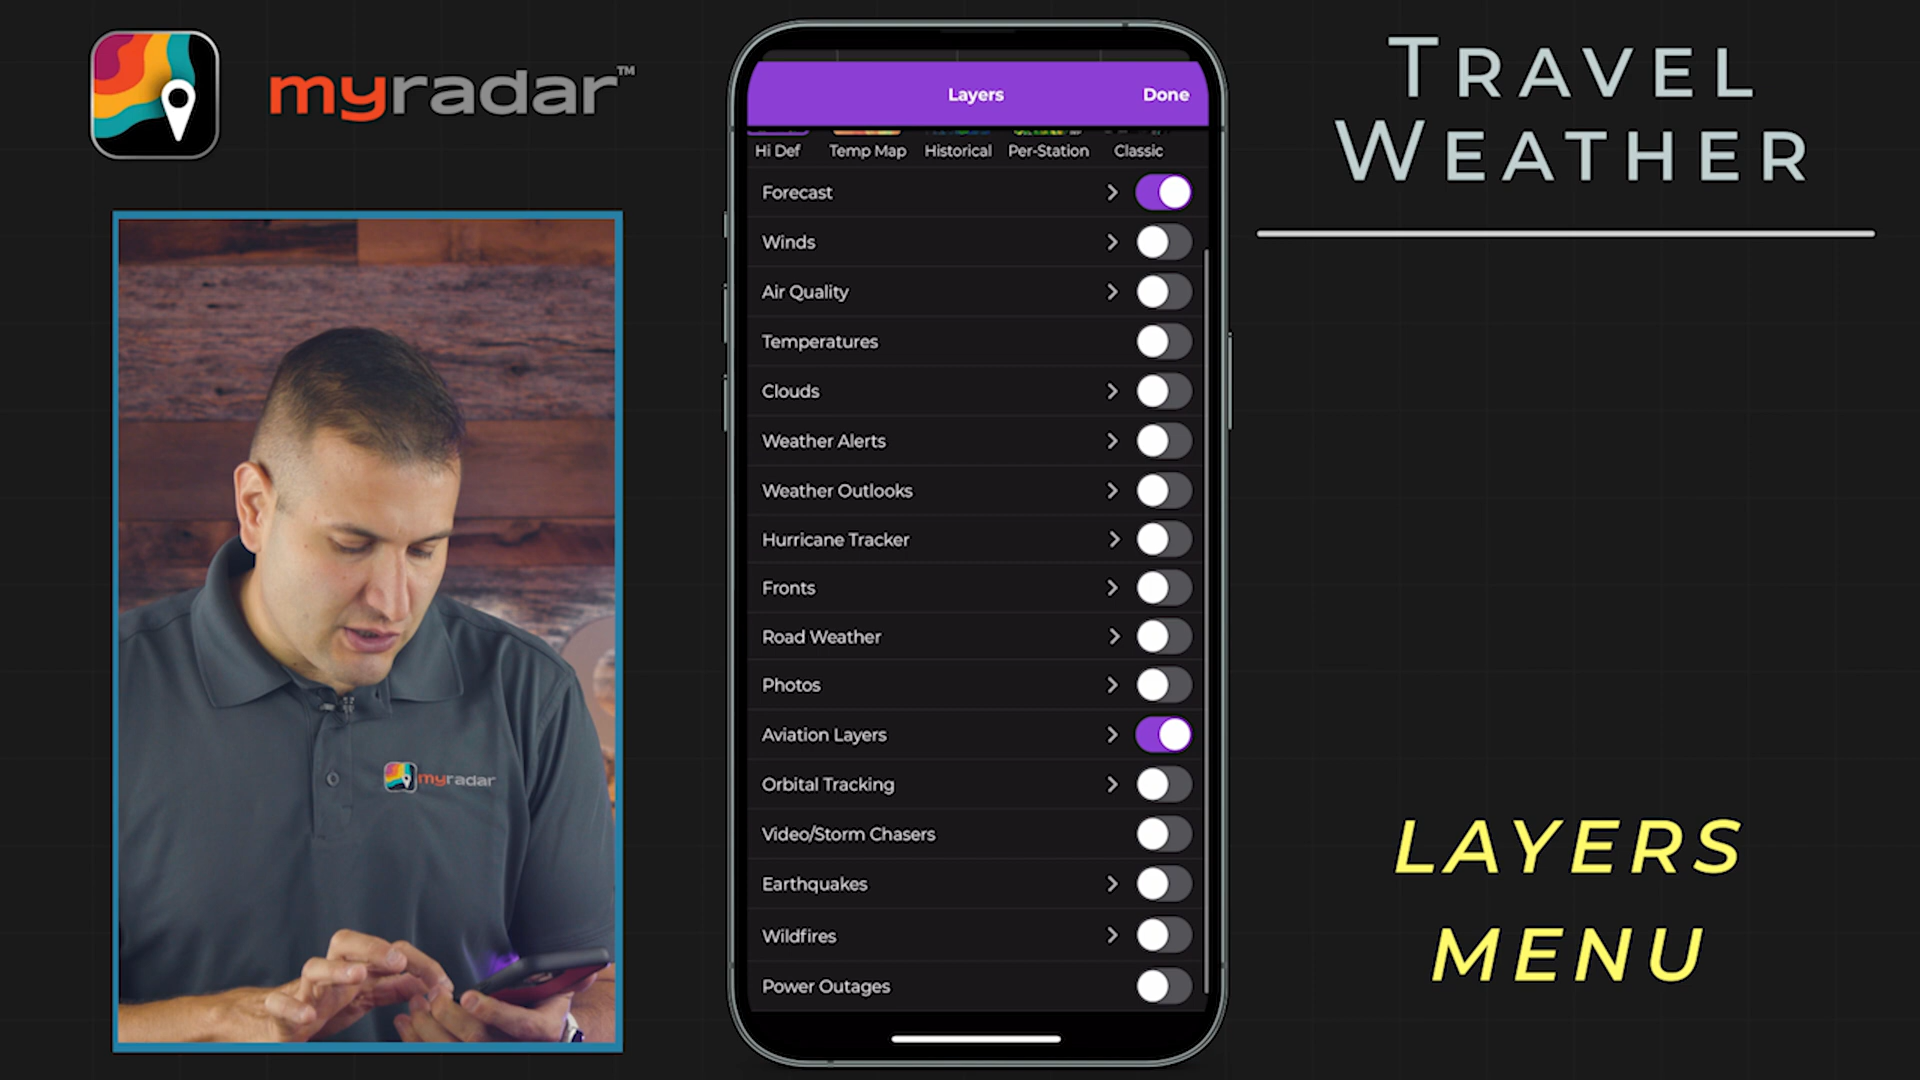 myradar™
Layers
Done
Hi Def
Temp Map
Historical
Per-Station
Classic
Forecast
Winds
Air Quality
Temperatures
Clouds
Weather Alerts
Weather Outlooks
Hurricane Tracker
Fronts
Road Weather
Photos
Aviation Layers
Orbital Tracking
Video/Storm Chasers
Earthquakes
Wildfires
Power Outages
myradar
TRAVEL
WEATHER
LAYERS
MENU